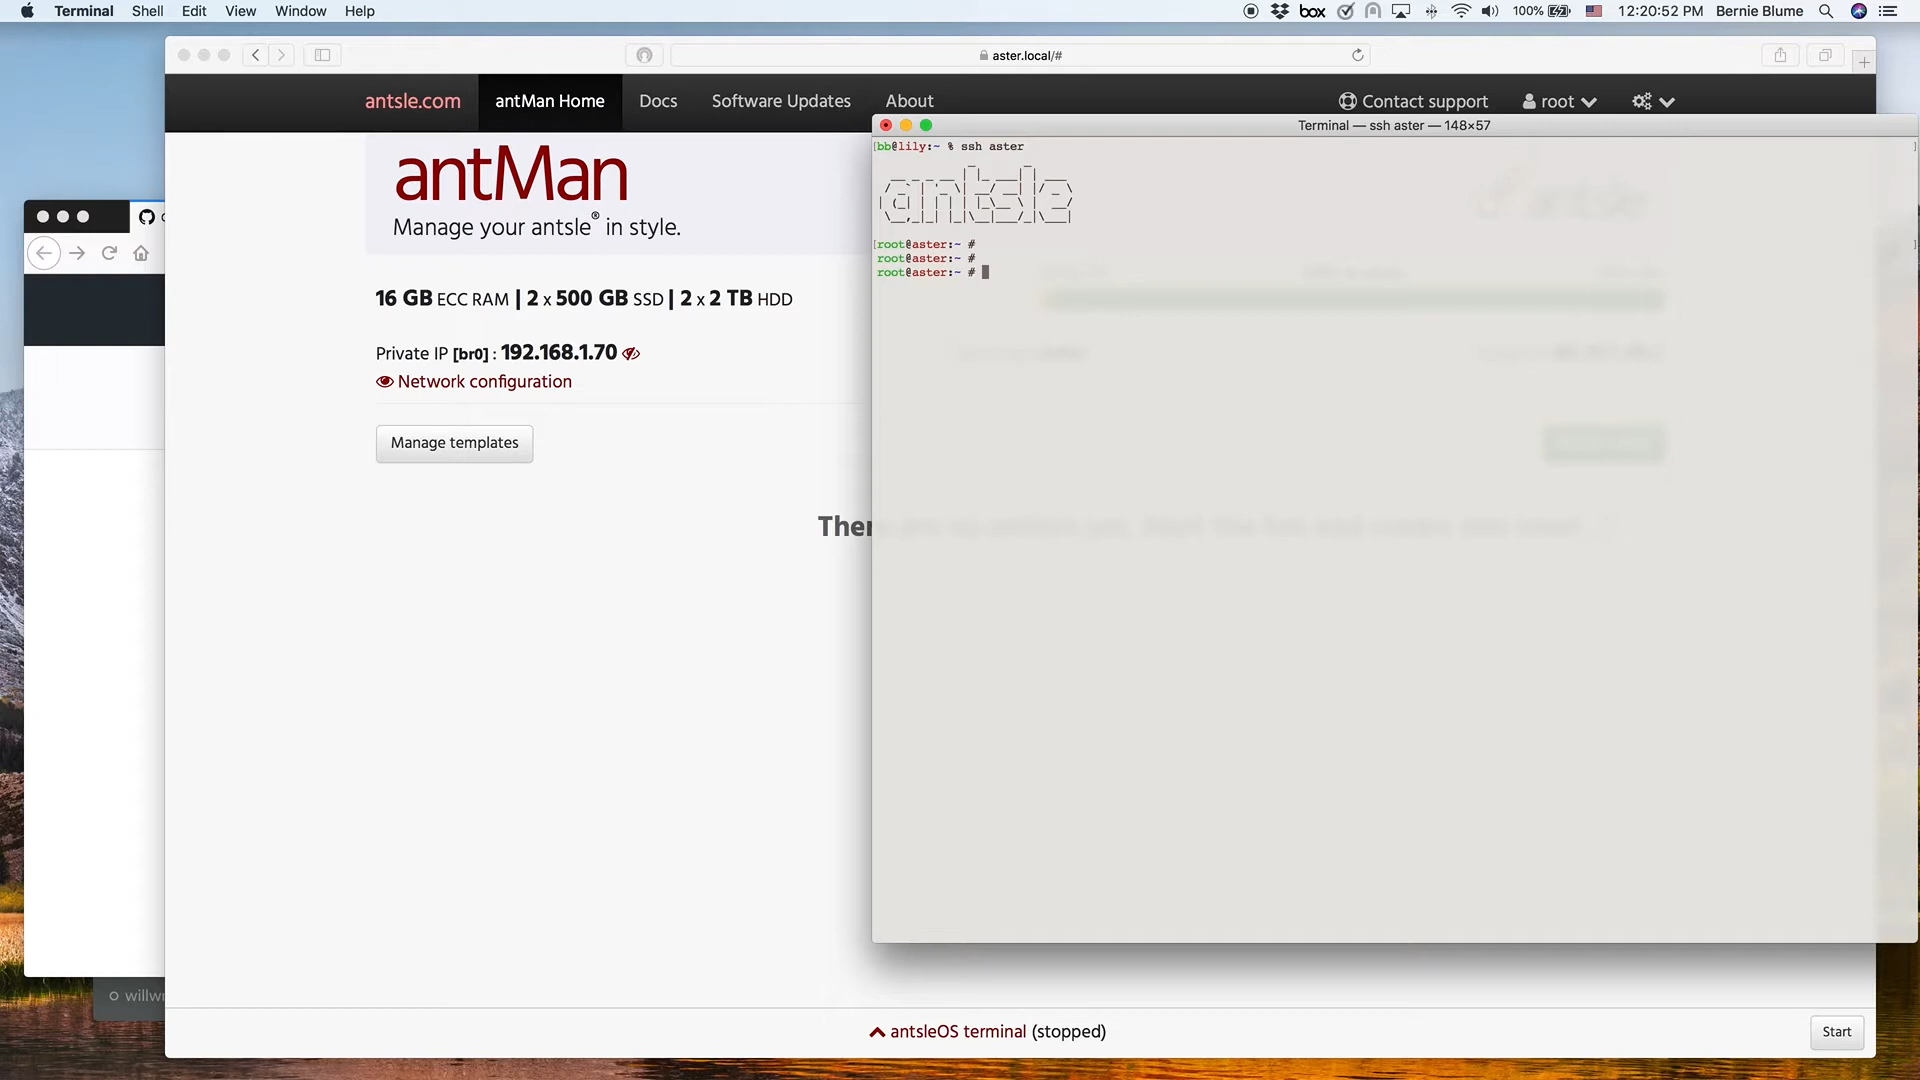 Terminal Shell Edit View Window Help
box 100% 12:20:52 PM Bernie Blume
aster.local/#
antsle.com antMan Home Docs Software Updates About Contact support root
Terminal — ssh aster — 148×57
[bb@lily:~ % ssh aster ]
antsle
[root@aster:~ # ]
root@aster:~ #
root@aster:~ #
antMan
Manage your antsle® in style.
16 GB ECC RAM | 2 x 500 GB SSD | 2 x 2 TB HDD
Private IP [br0] : 192.168.1.70
Network configuration
Manage templates
antsleOS terminal (stopped)
Start